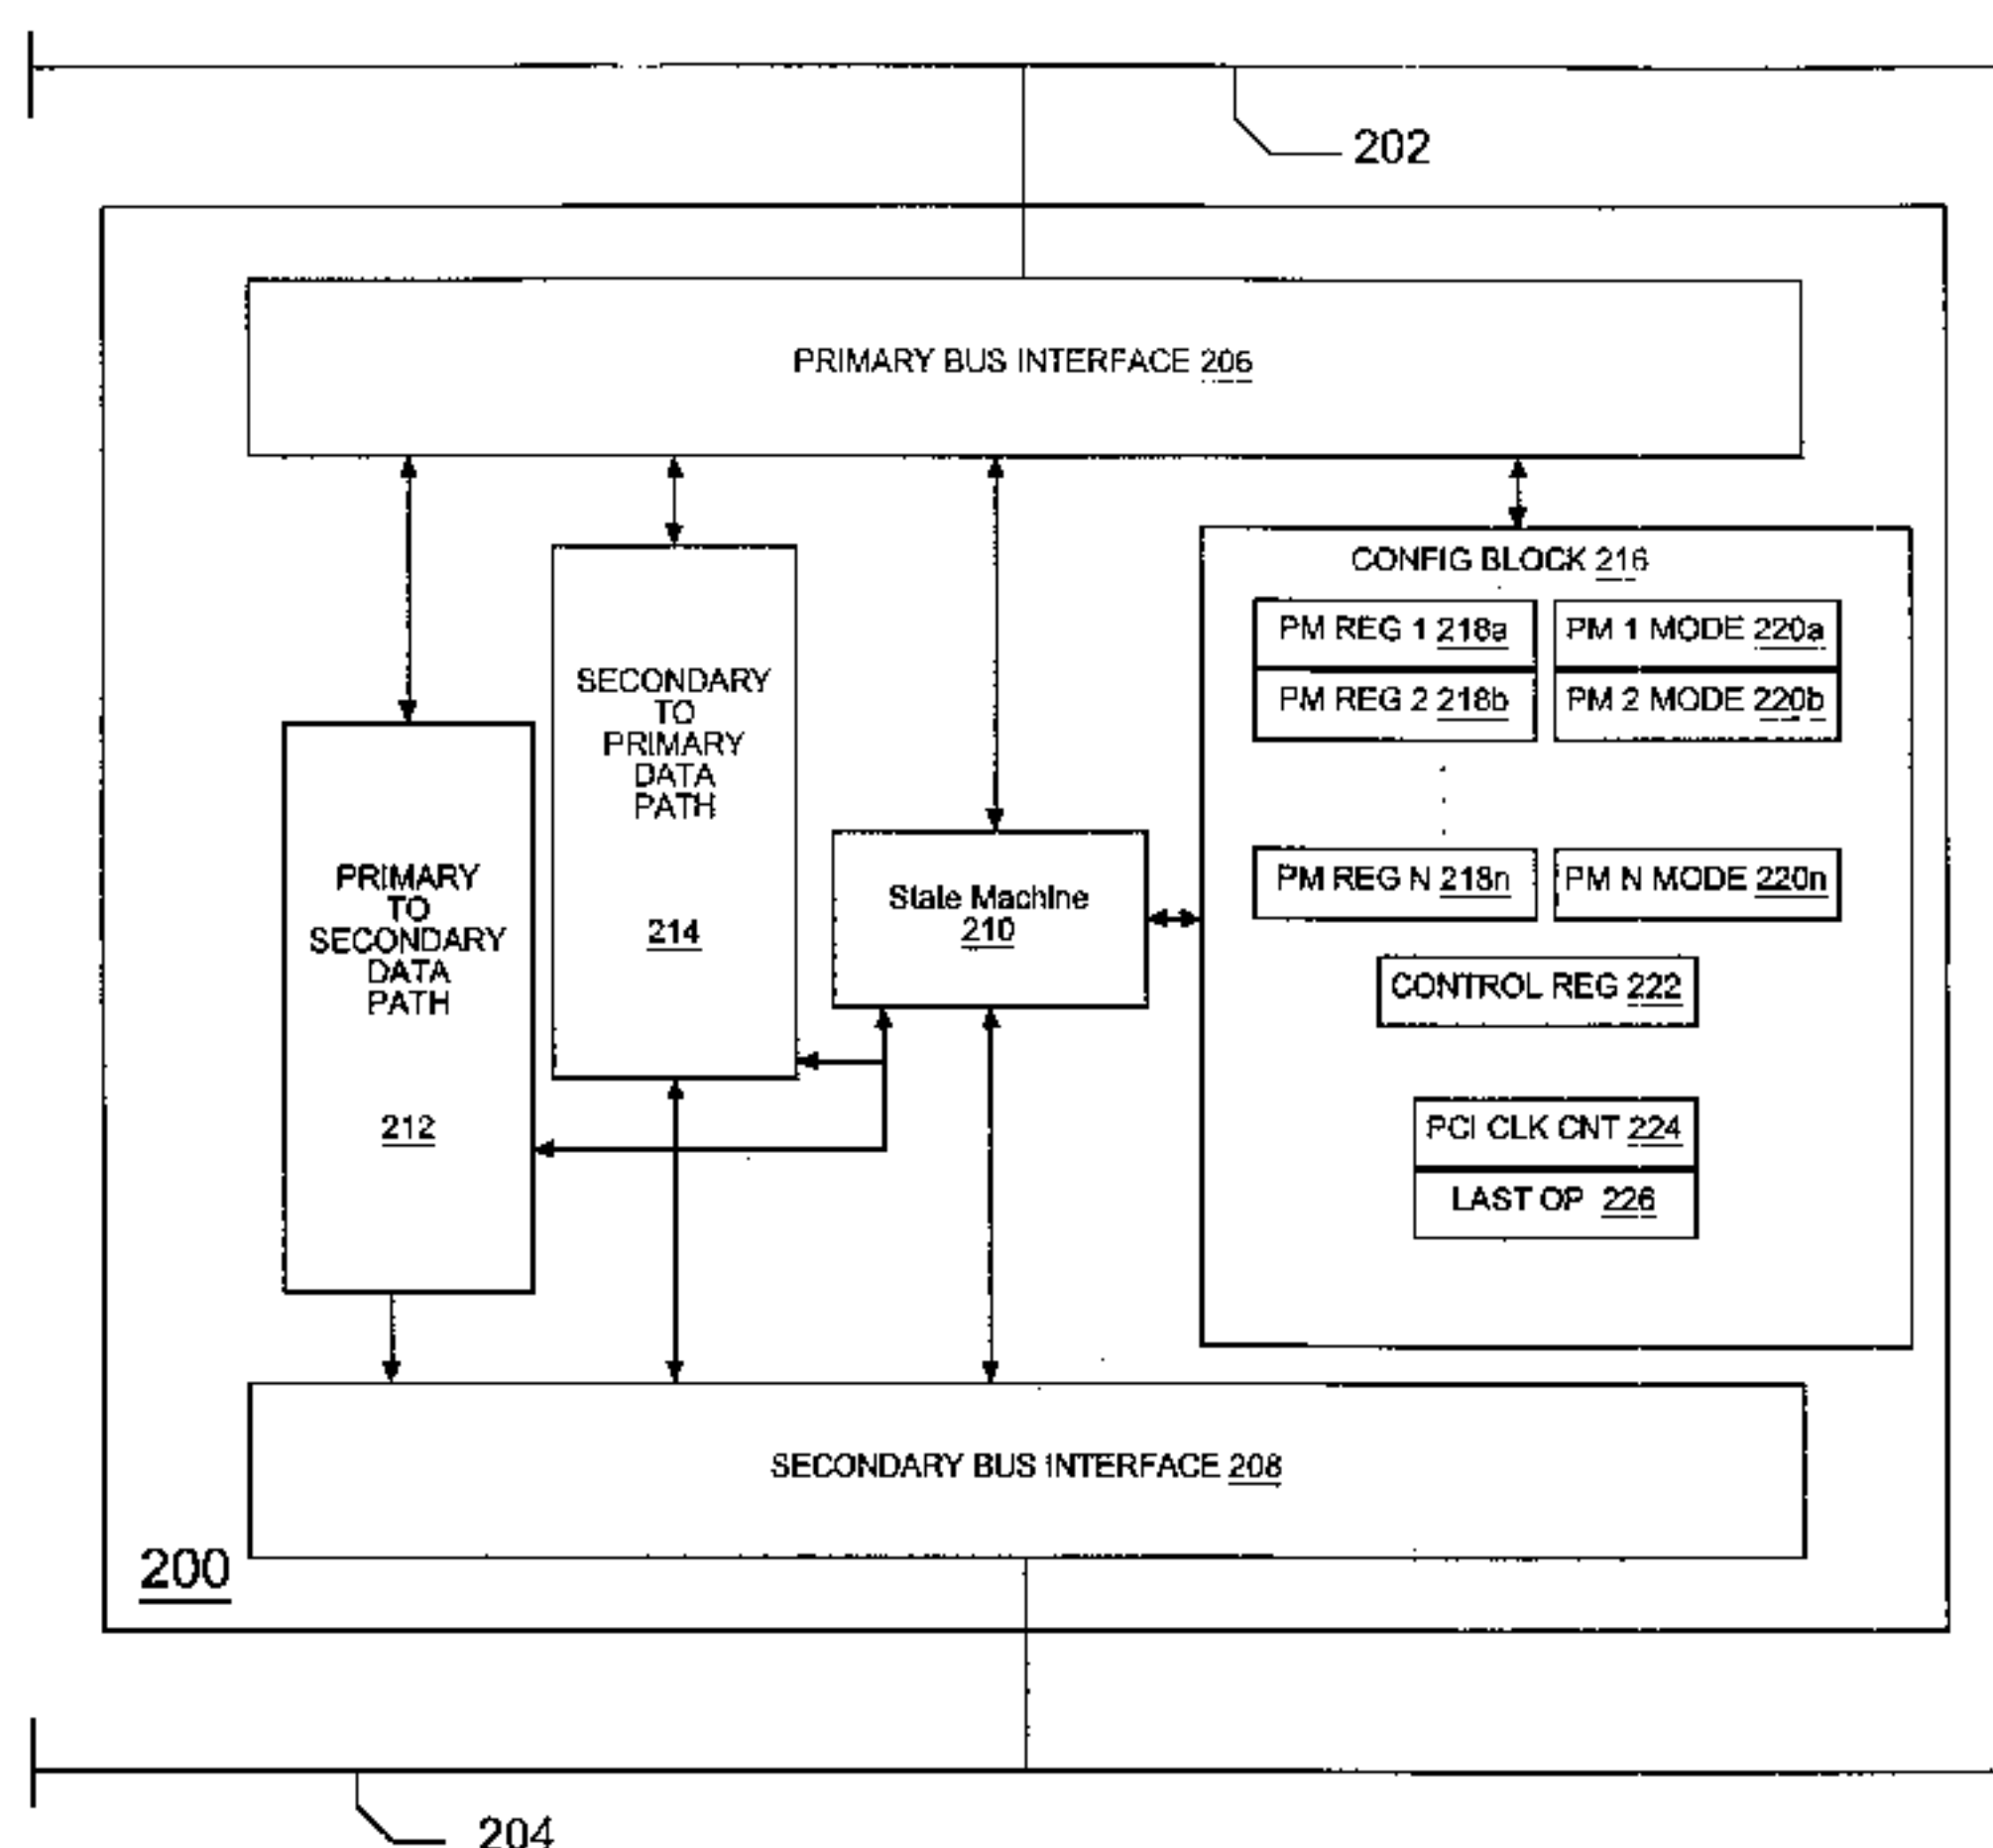 202
PRIMARY BUS INTERFACE 206
CONFIG BLOCK 216
PM REG 1 218a
PM 1 MODE 220a
PM REG 2 218b
PM 2 MODE 220b
PM REG N 218n
PM N MODE 220n
CONTROL REG 222
PCI CLK CNT 224
LAST OP 226
SECONDARY
TO
PRIMARY
DATA
PATH
214
State Machine
210
PRIMARY
TO
SECONDARY
DATA
PATH
212
SECONDARY BUS INTERFACE 208
200
204